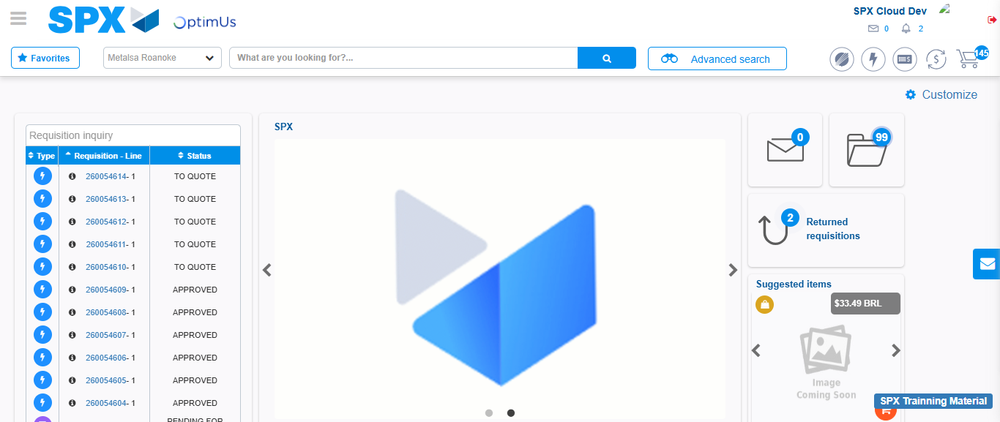 SPX
OptimUs
SPX Cloud Dev
0
2
Favorites
Metalsa Roanoke
What are you looking for?...
Advanced search
$
$
145
Customize
Requisition inquiry
Type
Requisition - Line
Status
260054614- 1
TO QUOTE
260054613- 1
TO QUOTE
260054612- 1
TO QUOTE
260054611- 1
TO QUOTE
260054610- 1
TO QUOTE
260054609- 1
APPROVED
260054608- 1
APPROVED
260054607- 1
APPROVED
260054606- 1
APPROVED
260054605- 1
APPROVED
260054604- 1
APPROVED
PENDING FOR
SPX
0
99
2
Returned
requisitions
Suggested items
$33.49 BRL
Image
Coming Soon
SPX Trainning Material